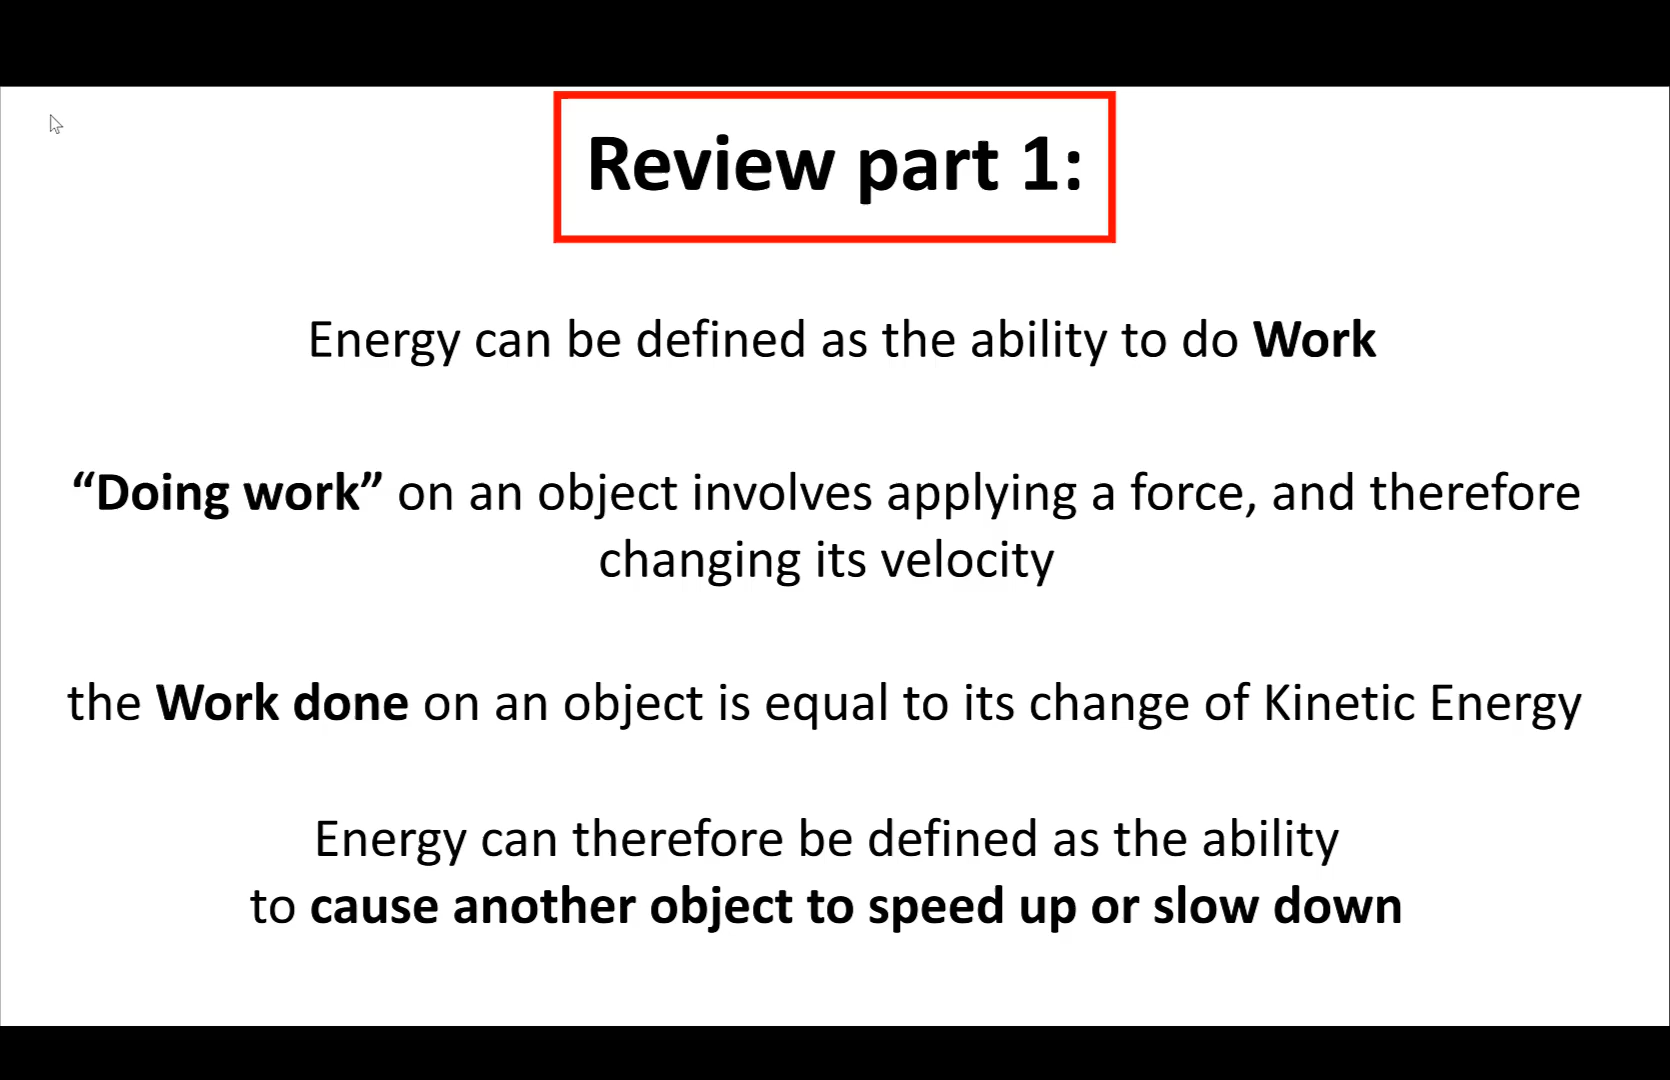 Review part 1:
Energy can be defined as the ability to do Work
“Doing work” on an object involves applying a force, and therefore
changing its velocity
the Work done on an object is equal to its change of Kinetic Energy
Energy can therefore be defined as the ability
to cause another object to speed up or slow down